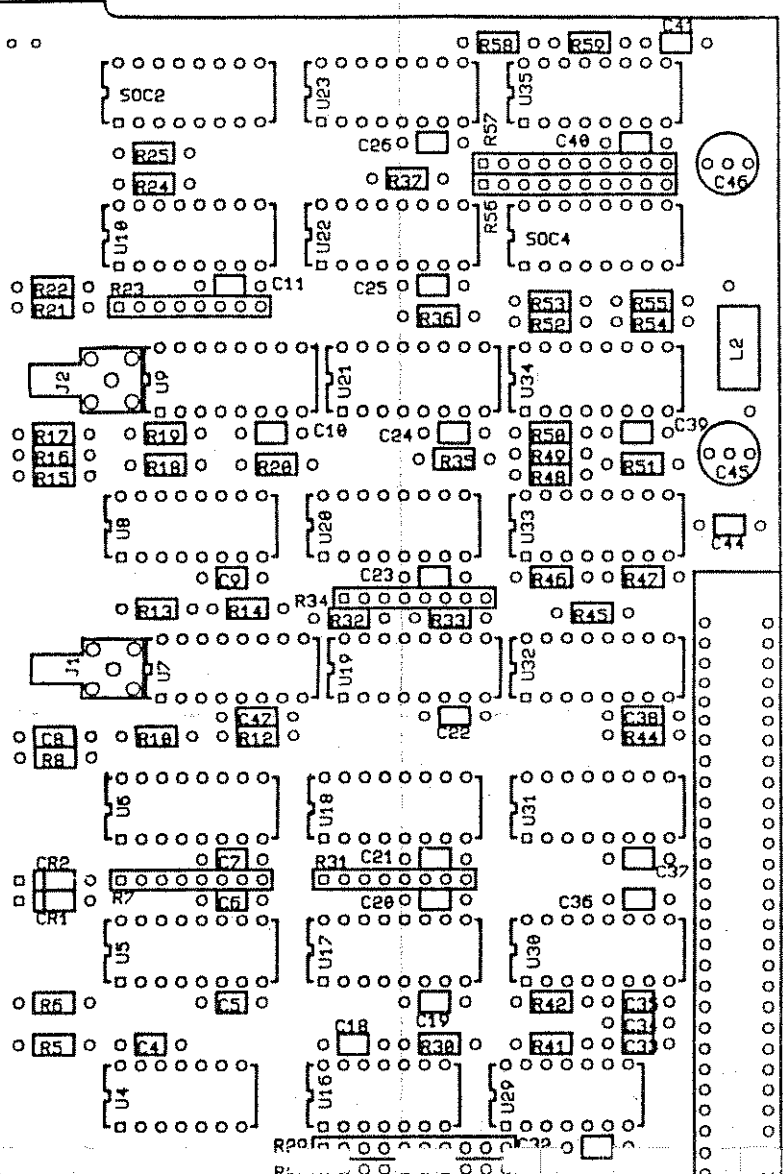 C41
R58 R59
SOC2 U23 U35
R57
C26 C40
R25
R24 R37 C46
R56
U10 U22 SOC4
R22 R23 C11 C25
R21 R36 R53 R55
R52 R54
L2
J2 U9 U21 U34
R17 R19 C10 C24 R50 C39
R16 R18 R20 R35 R49 R51 C45
R15 R48
U8 U20 U33 C44
C9 C23 R46 R47
R13 R14 R34 R45
R32 R33
J1 U7 U19 U32
C47 C22 C38
C8 R10 R12 R44
R8
U6 U18 U31
CR2 C7 R31 C21 C37
R7 C6 C20 C36
CR1
U5 U17 U30
R6 C5 C19 R42 C35
C34
R5 C4 C18 R30 R41 C33
U4 U16 U29
R29 C32